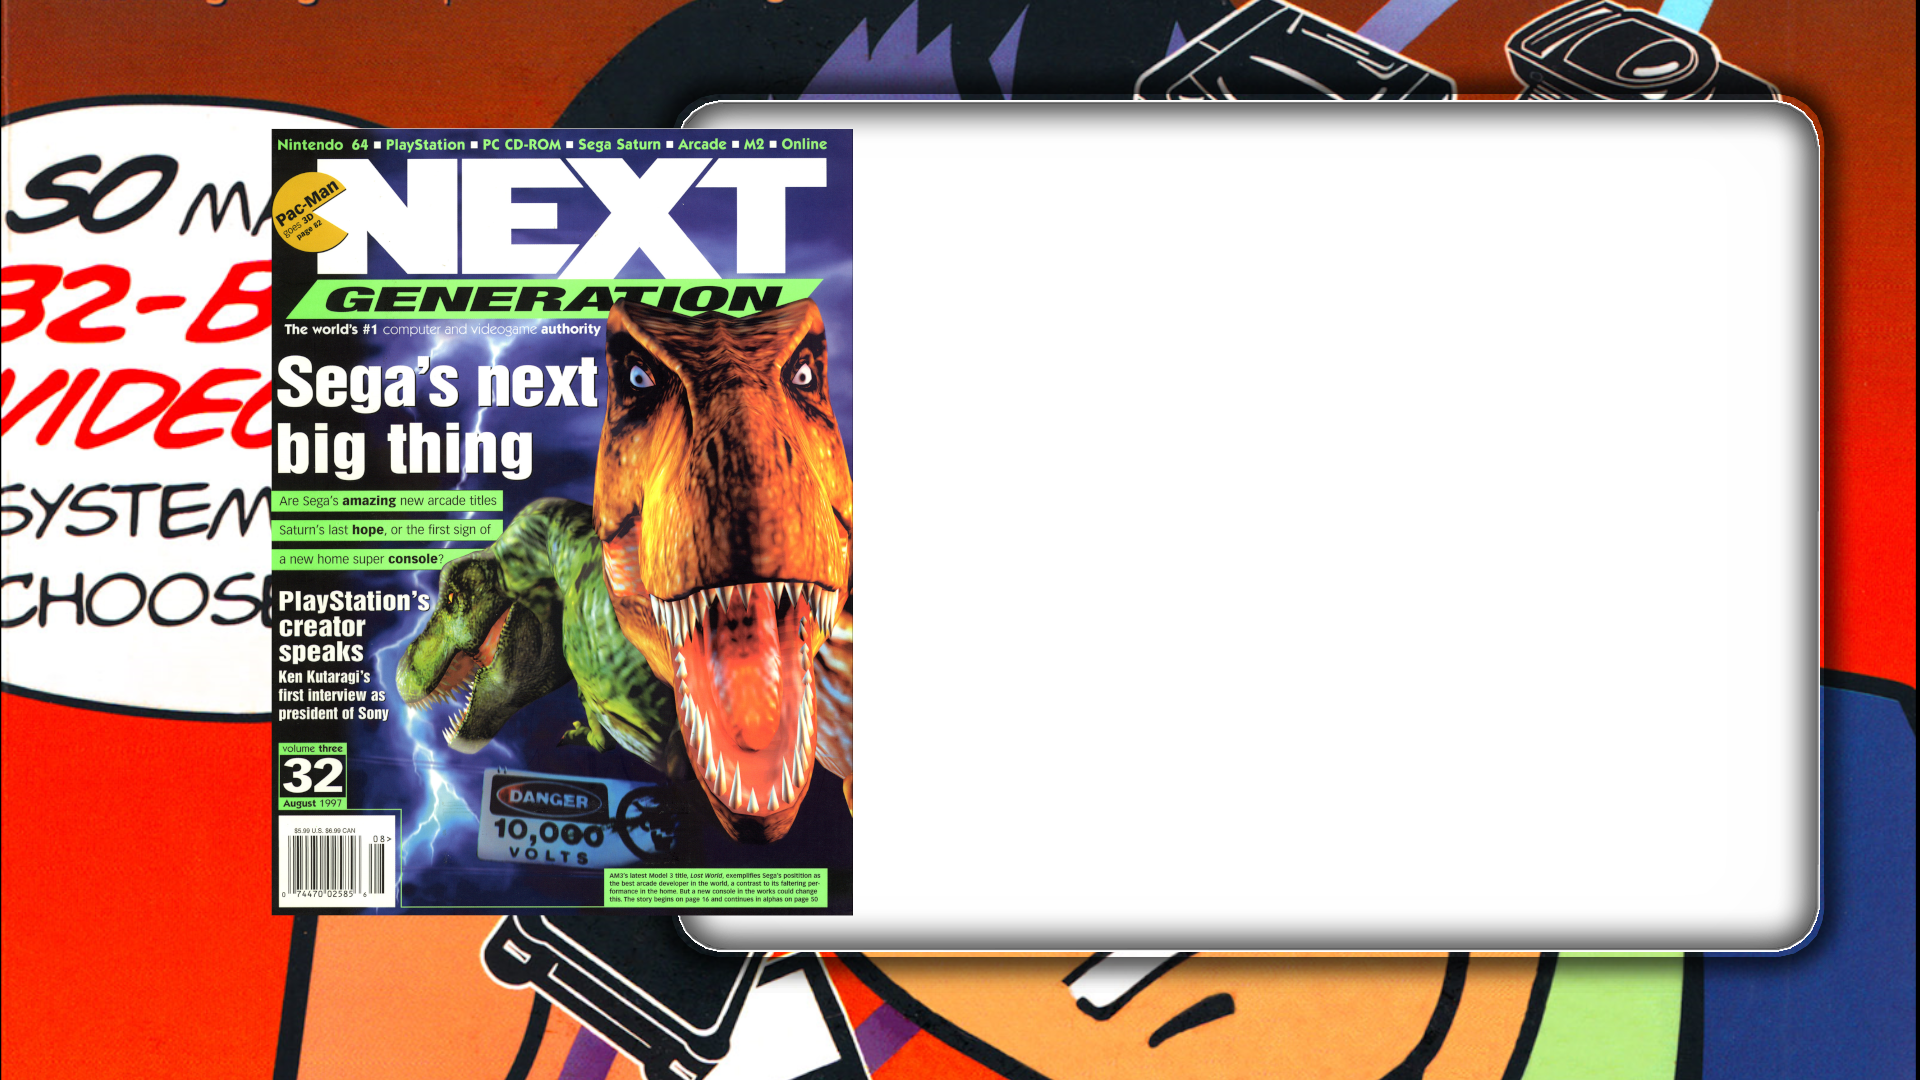 SO
32-B
VIDEO
SYSTEM
CHOOSE
Nintendo 64 ■ PlayStation ■ PC CD-ROM ■ Sega Saturn ■ Arcade ■ M2 ■ Online
NEXT
GENERATION
Pac-Man
goes 3D
page 82
The world's #1 computer and videogame authority
Sega's next
big thing
Are Sega's amazing new arcade titles
Saturn's last hope, or the first sign of
a new home super console?
PlayStation's
creator
speaks
Ken Kutaragi's
first interview as
president of Sony
volume three
32
August 1997
$5.99 U.S. $6.99 CAN
08>
0 74470 02585 6
DANGER
10,000
VOLTS
AM3's latest Model 3 title, Lost World, exemplifies Sega's positition as
the best arcade developer in the world, a contrast to its faltering per-
formance in the home. But a new console in the works could change
this. The story begins on page 16 and continues in alphas on page 50